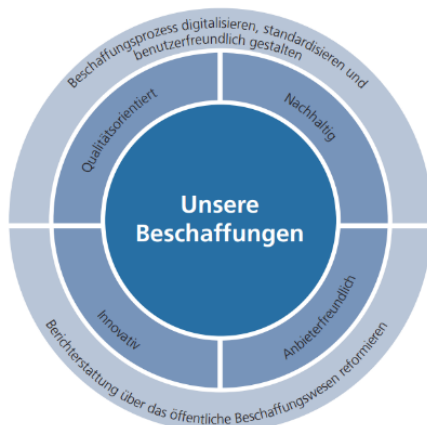 Beschaffungsprozess digitalisieren, standardisieren und
benutzerfreundlich gestalten
Qualitätsorientiert
Nachhaltig
Unsere
Beschaffungen
Innovativ
Anbieterfreundlich
Berichterstattung über das öffentliche Beschaffungswesen reformieren